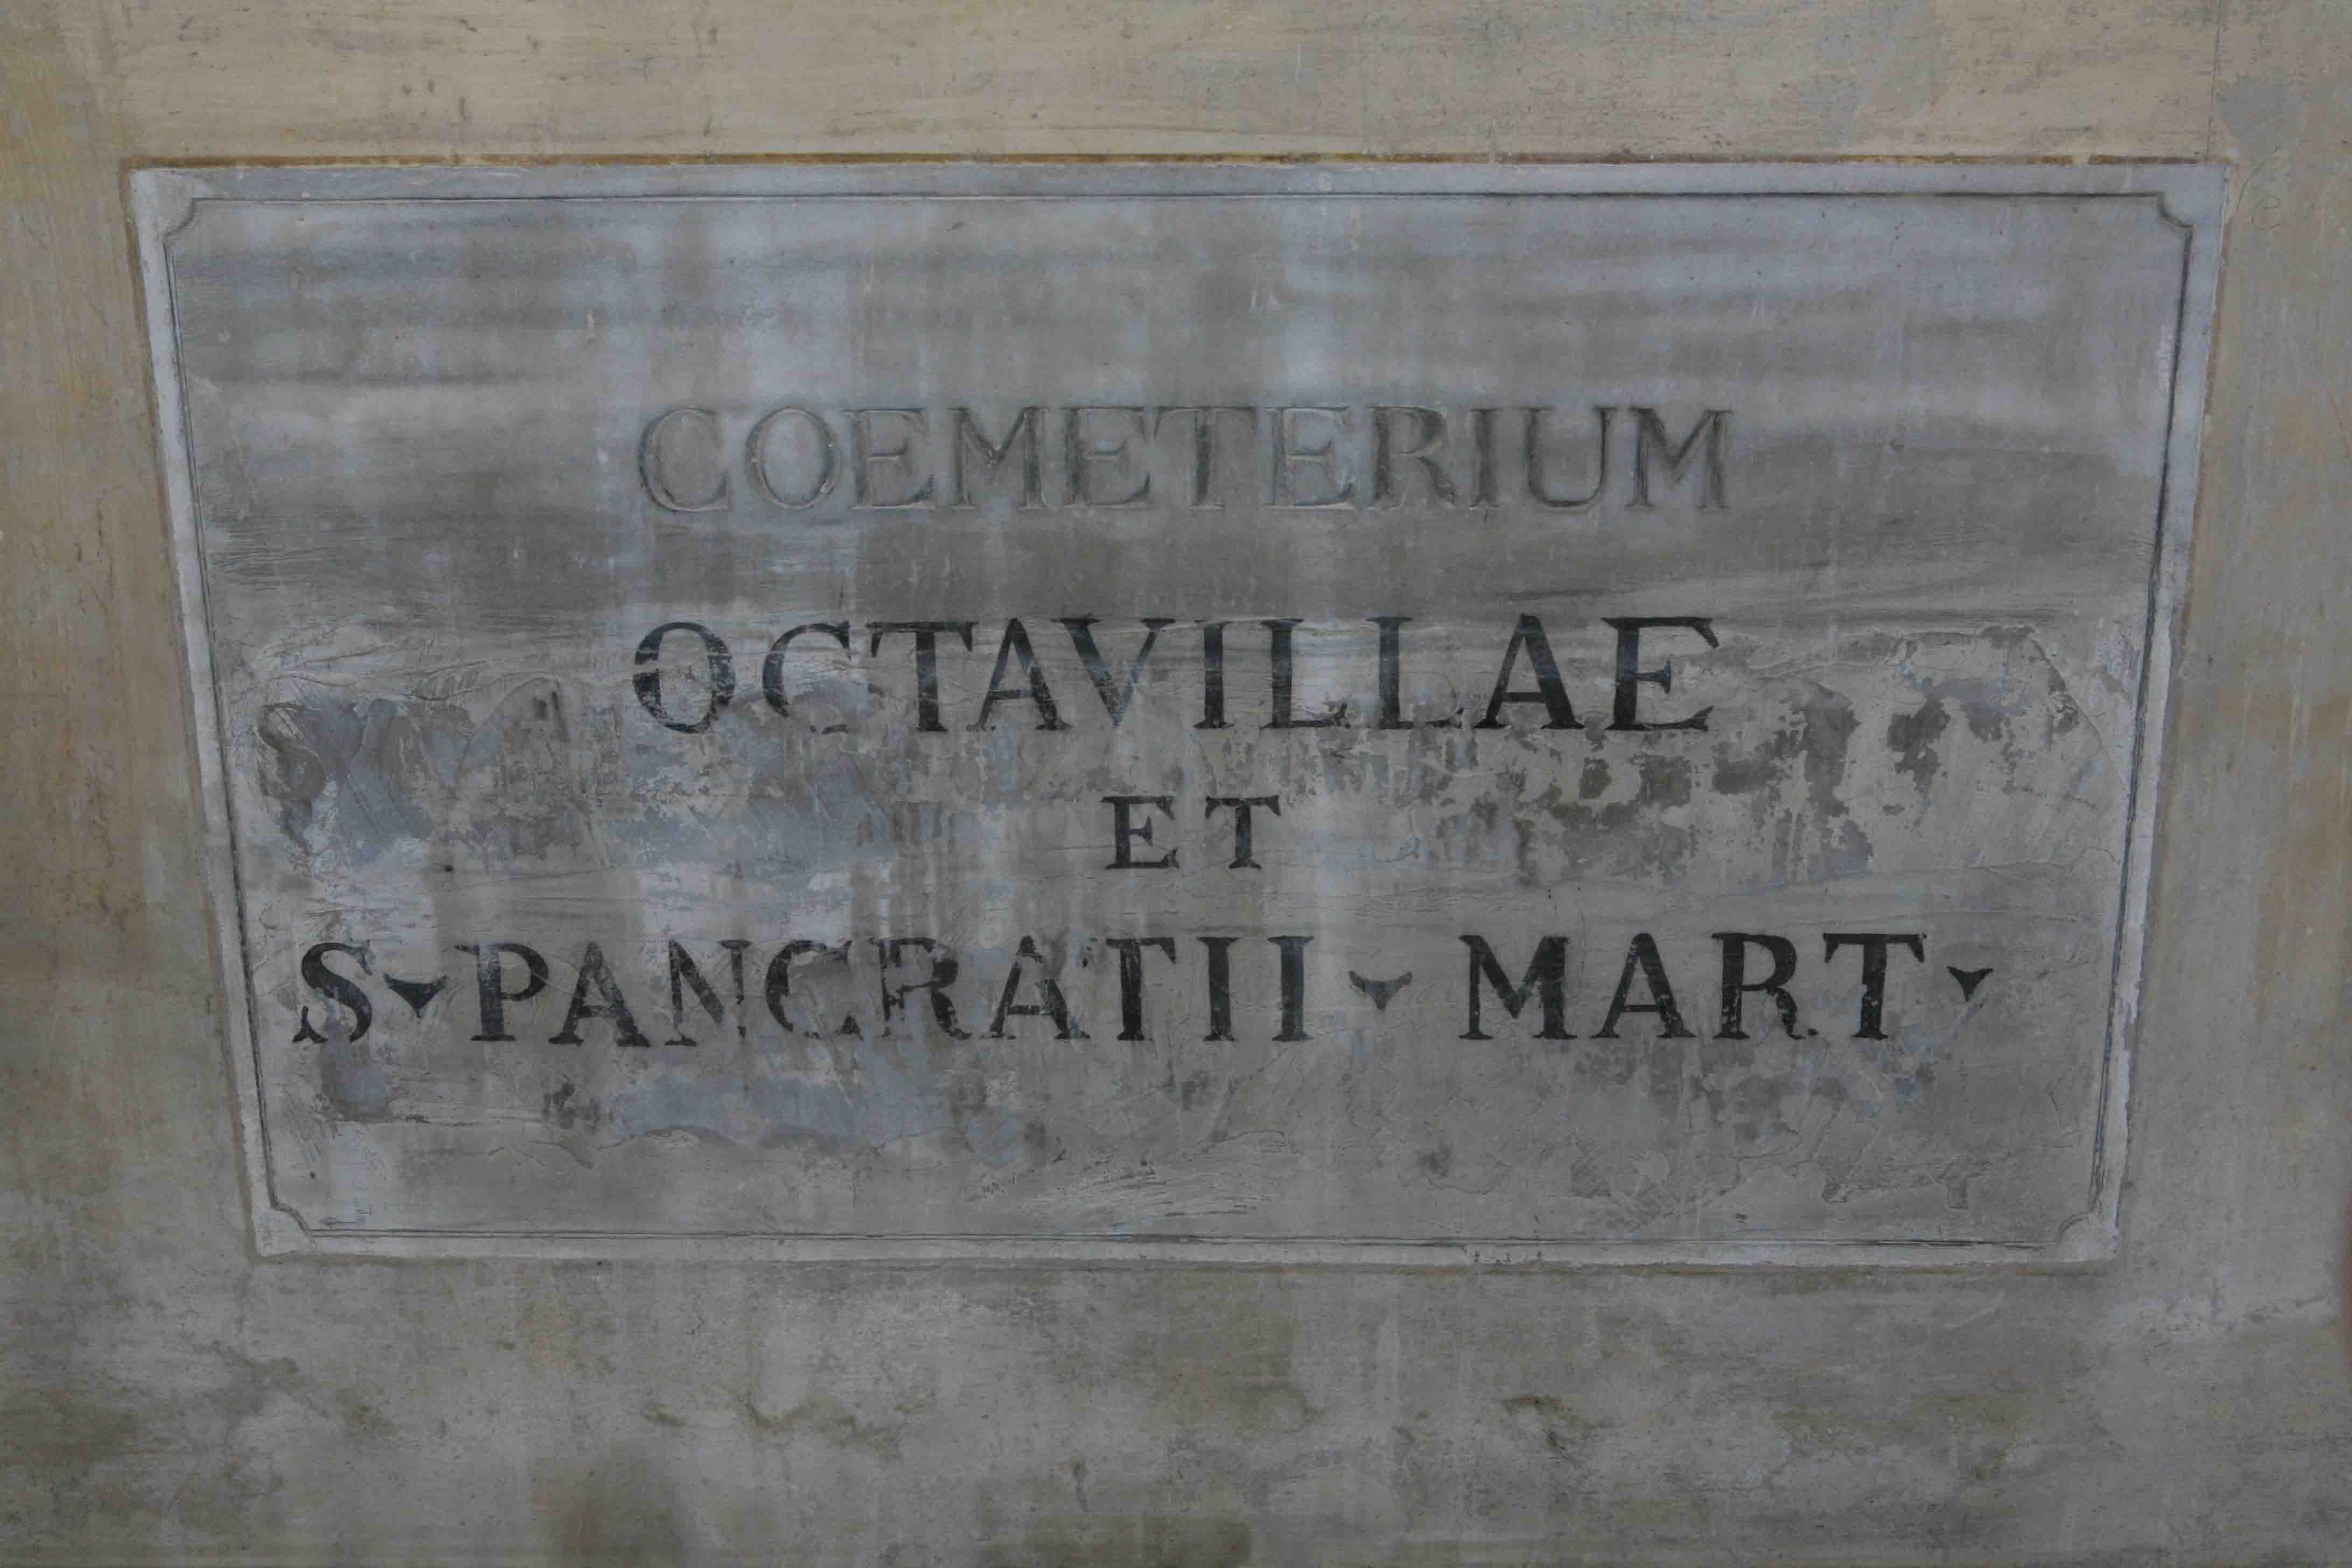 COEMETERIUM
OCTAVILLAE
ET
S▾PANCRATII▾MART▾